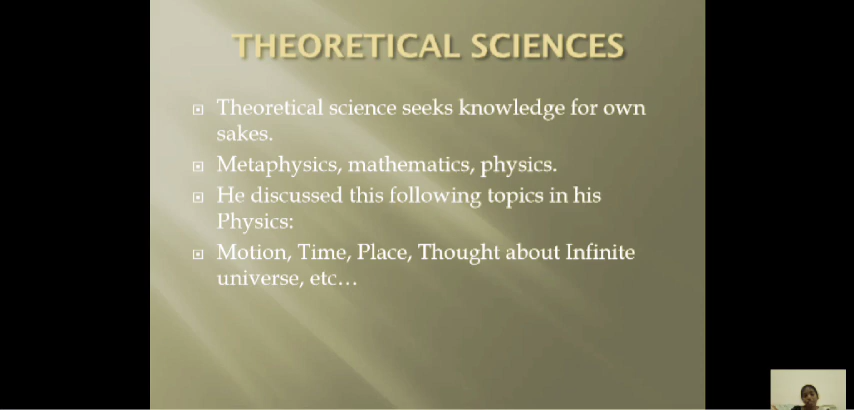 THEORETICAL SCIENCES
Theoretical science seeks knowledge for own
sakes.
Metaphysics, mathematics, physics.
He discussed this following topics in his
Physics:
Motion, Time, Place, Thought about Infinite
universe, etc…